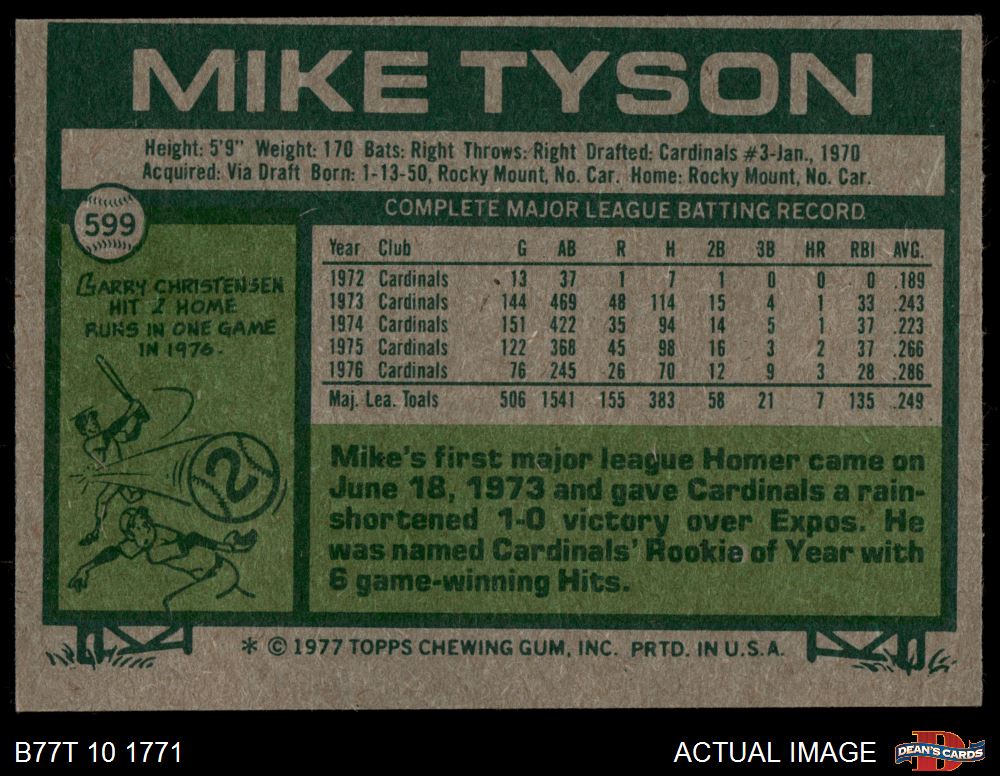 MIKE TYSON
Height: 5'9" Weight: 170 Bats: Right Throws: Right Drafted: Cardinals #3-Jan., 1970
Acquired: Via Draft Born: 1-13-50, Rocky Mount, No. Car. Home: Rocky Mount, No. Car.
599
COMPLETE MAJOR LEAGUE BATTING RECORD
Year Club G AB R H 2B 3B HR RBI AVG.
1972 Cardinals 13 37 1 7 1 0 0 0 .189
1973 Cardinals 144 469 48 114 15 4 1 33 .243
1974 Cardinals 151 422 35 94 14 5 1 37 .223
1975 Cardinals 122 368 45 98 16 3 2 37 .266
1976 Cardinals 76 245 26 70 12 9 3 28 .286
Maj. Lea. Toals 506 1541 155 383 58 21 7 135 .249
GARRY CHRISTENSEN
HIT 2 HOME
RUNS IN ONE GAME
IN 1976.
2
Mike's first major league Homer came on
June 18, 1973 and gave Cardinals a rain-
shortened 1-0 victory over Expos. He
was named Cardinals' Rookie of Year with
6 game-winning Hits.
* © 1977 TOPPS CHEWING GUM, INC. PRTD. IN U.S.A.
B77T 10 1771
ACTUAL IMAGE
D
DEAN'S CARDS